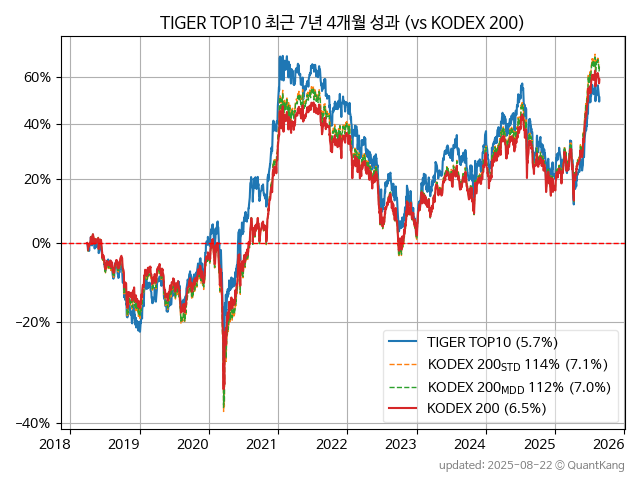 TIGER TOP10 최근 7년 4개월 성과 (vs KODEX 200)
60%
40%
20%
0%
−20%
−40%
TIGER TOP10 (5.7%)
KODEX 200STD 114% (7.1%)
KODEX 200MDD 112% (7.0%)
KODEX 200 (6.5%)
2018 2019 2020 2021 2022 2023 2024 2025 2026
updated: 2025-08-22 © QuantKang